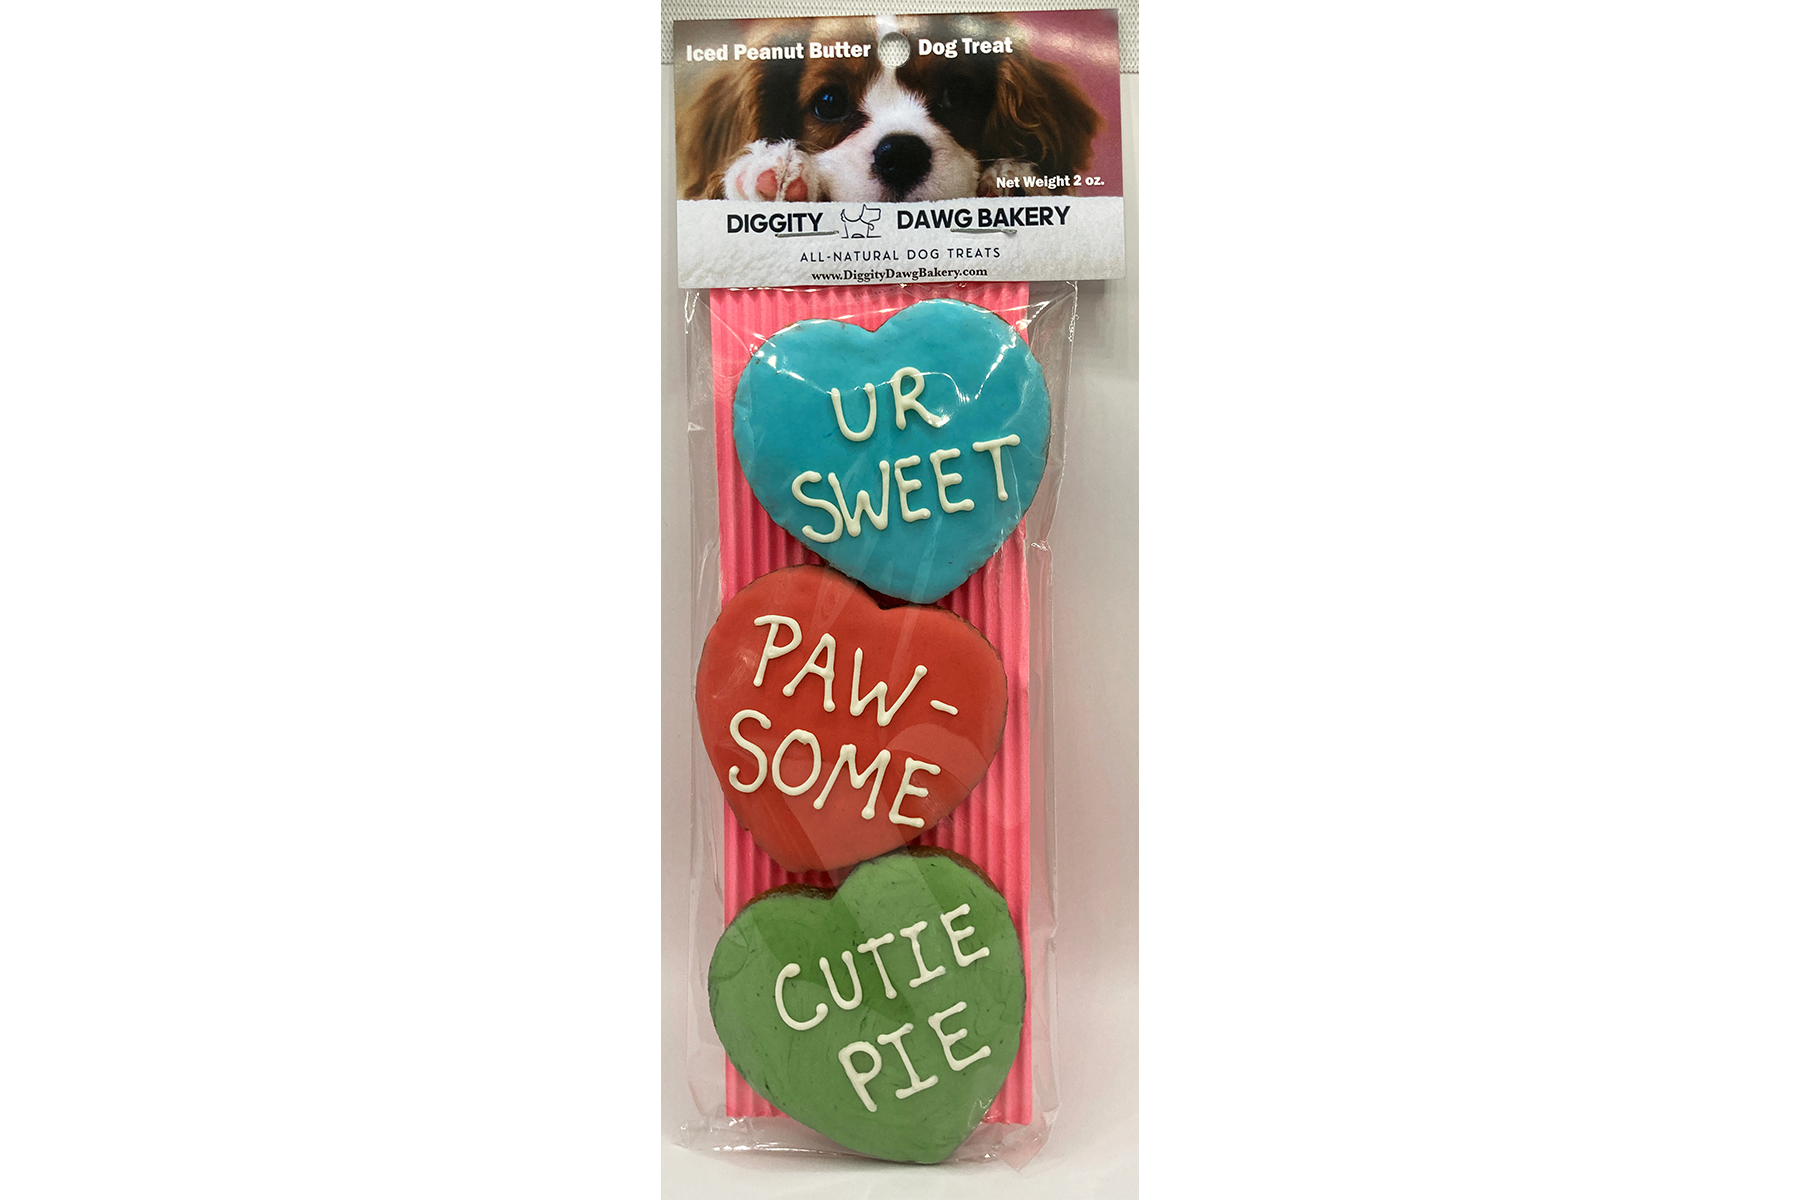 Iced Peanut Butter Dog Treat
Net Weight 2 oz.
DIGGITY DAWG BAKERY
ALL-NATURAL DOG TREATS
www.DiggityDawgBakery.com
UR
SWEET
PAW-
SOME
CUTIE
PIE